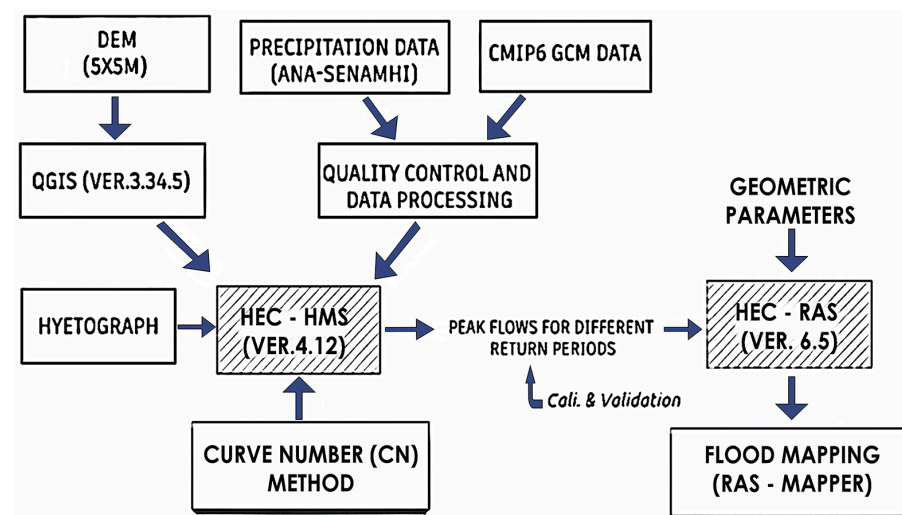 DEM
(5X5M)
PRECIPITATION DATA
(ANA-SENAMHI)
CMIP6 GCM DATA
QGIS (VER.3.34.5)
QUALITY CONTROL AND
DATA PROCESSING
GEOMETRIC
PARAMETERS
HYETOGRAPH
HEC - HMS
(VER.4.12)
PEAK FLOWS FOR DIFFERENT
RETURN PERIODS
HEC - RAS
(VER. 6.5)
Cali. & Validation
CURVE NUMBER (CN)
METHOD
FLOOD MAPPING
(RAS - MAPPER)